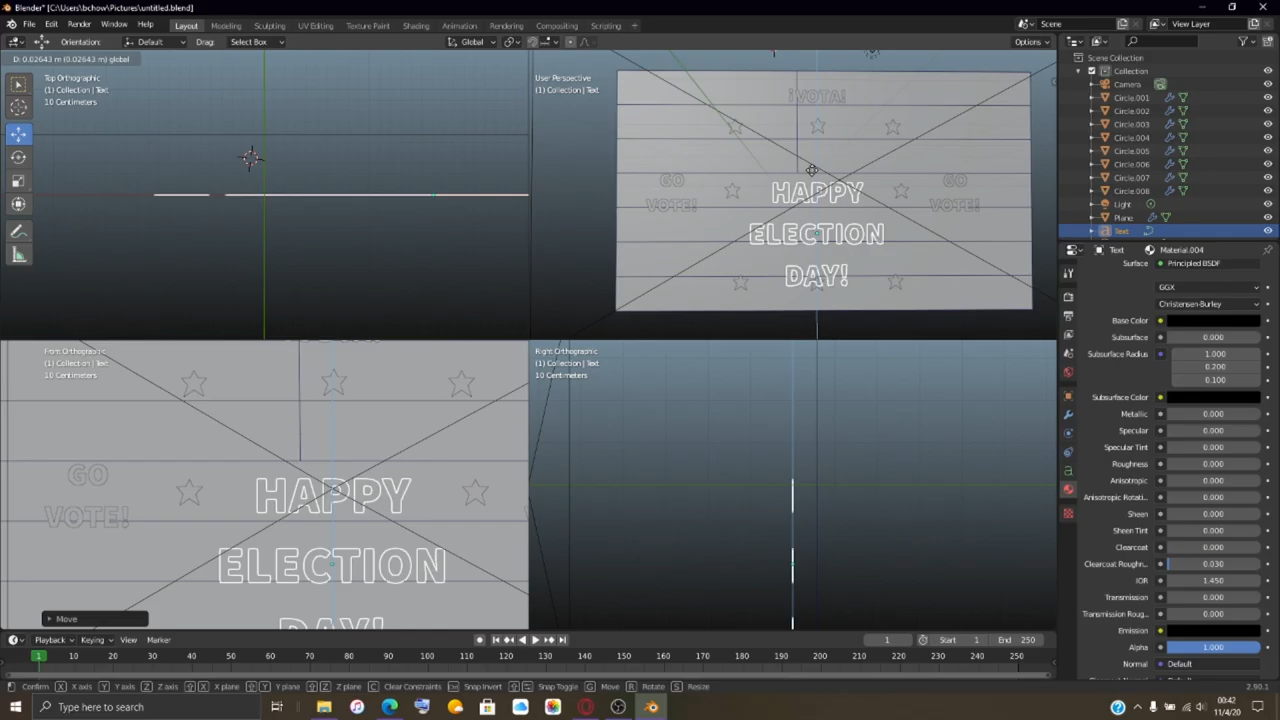 Blender* [C:\Users\bchow\Pictures\untitled.blend]
File Edit Render Window Help Layout Modeling Sculpting UV Editing Texture Paint Shading Animation Rendering Compositing Scripting + Scene View Layer
Orientation: Default Drag: Select Box Global Options
D: 0.02643 m (0.02643 m) global
Top Orthographic
(1) Collection | Text
10 Centimeters
User Perspective
(1) Collection | Text
¡VOTA!
GO
VOTE!
HAPPY
ELECTION
DAY!
GO
VOTE!
Front Orthographic
(1) Collection | Text
10 Centimeters
GO
VOTE!
HAPPY
ELECTION
DAY!
Move
Right Orthographic
(1) Collection | Text
10 Centimeters
Scene Collection
Collection
Camera
Circle.001
Circle.002
Circle.003
Circle.004
Circle.005
Circle.006
Circle.007
Circle.008
Light
Plane
Text
Text Material.004
Surface Principled BSDF
GGX
Christensen-Burley
Base Color
Subsurface 0.000
Subsurface Radius 1.000
0.200
0.100
Subsurface Color
Metallic 0.000
Specular 0.000
Specular Tint 0.000
Roughness 0.000
Anisotropic 0.000
Anisotropic Rotati... 0.000
Sheen 0.000
Sheen Tint 0.000
Clearcoat 0.000
Clearcoat Roughn... 0.030
IOR 1.450
Transmission 0.000
Transmission Roug... 0.000
Emission
Alpha 1.000
Normal Default
Playback Keying View Marker 1 Start 1 End 250
1 10 20 30 40 50 60 70 80 90 100 110 120 130 140 150 160 170 180 190 200 210 220 230 240 250
Confirm X X axis Y Y axis Z Z axis X X plane Y Y plane Z Z plane C Clear Constraints Snap Invert Snap Toggle G Move R Rotate S Resize 2.90.1
Type here to search
00:42
11/4/20